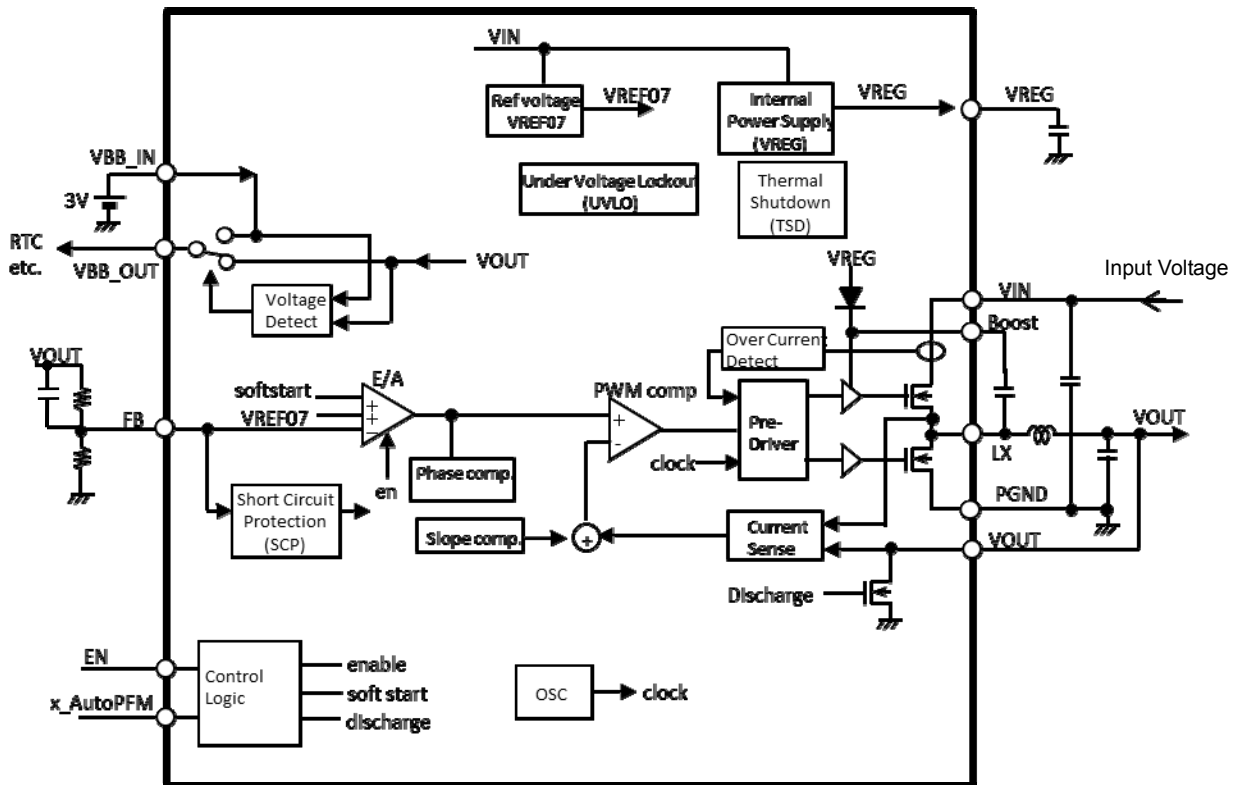 VIN
Ref voltage
VREF07
VREF07
Internal
Power Supply
(VREG)
VREG
VREG
VBB_IN
3V
Under Voltage Lockout
(UVLO)
Thermal
Shutdown
(TSD)
RTC
etc.
VBB_OUT
VOUT
Voltage
Detect
VREG
Input Voltage
VIN
Boost
Over Current
Detect
VOUT
softstart
E/A
PWM comp
FB
VREF07
Pre-
Driver
clock
LX
VOUT
en
Phase comp.
PGND
Short Circuit
Protection
(SCP)
Slope comp.
Current
Sense
VOUT
Discharge
EN
x_AutoPFM
Control
Logic
enable
soft start
discharge
OSC
clock
+
+
-
+
-
+